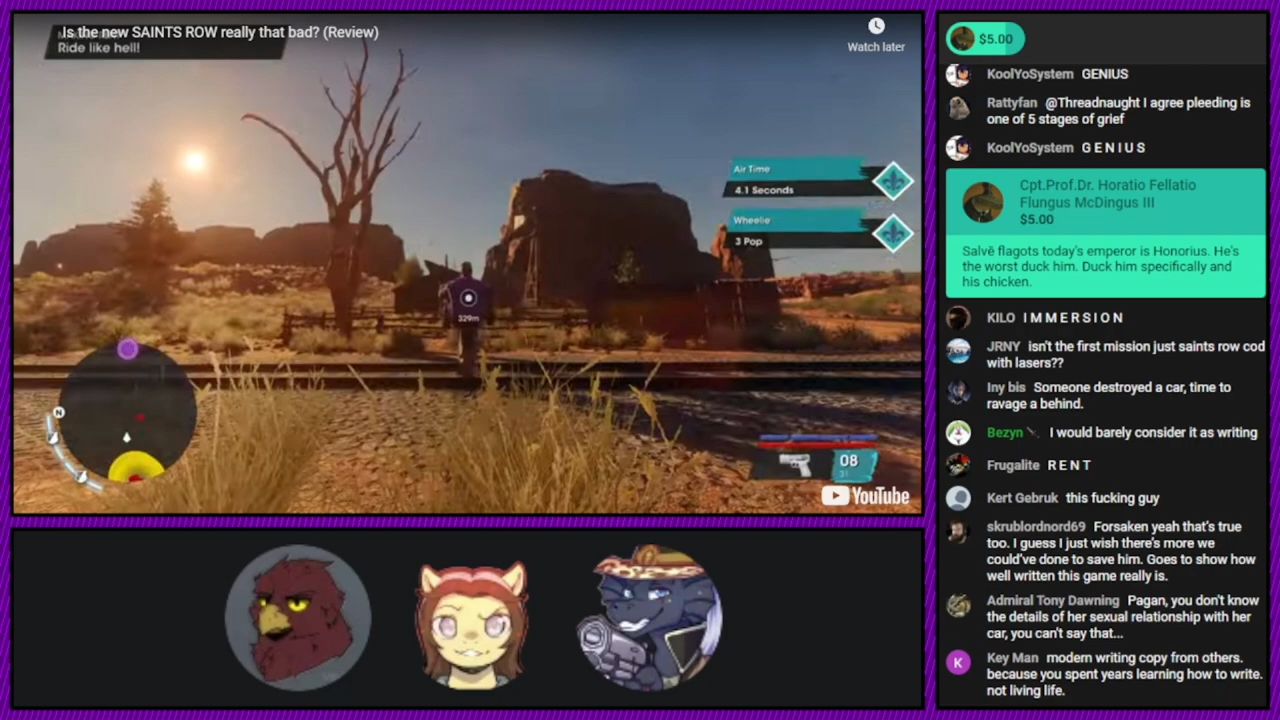 Is the new SAINTS ROW really that bad? (Review)
Ride like hell!
Watch later
Air Time
4.1 Seconds
Wheelie
3 Pop
329m
N
08
31
YouTube
$5.00
KoolYoSystem GENIUS
Rattyfan @Threadnaught I agree pleeding is
one of 5 stages of grief
KoolYoSystem G E N I U S
Cpt.Prof.Dr. Horatio Fellatio
Flungus McDingus III
$5.00
Salvē flagots today's emperor is Honorius. He's
the worst duck him. Duck him specifically and
his chicken.
KILO I M M E R S I O N
JRNY isn't the first mission just saints row cod
with lasers??
Iny bis Someone destroyed a car, time to
ravage a behind.
Bezyn I would barely consider it as writing
Frugalite R E N T
Kert Gebruk this fucking guy
skrublordnord69 Forsaken yeah that's true
too. I guess I just wish there's more we
could've done to save him. Goes to show how
well written this game really is.
Admiral Tony Dawning Pagan, you don't know
the details of her sexual relationship with her
car, you can't say that...
K
Key Man modern writing copy from others.
because you spent years learning how to write.
not living life.